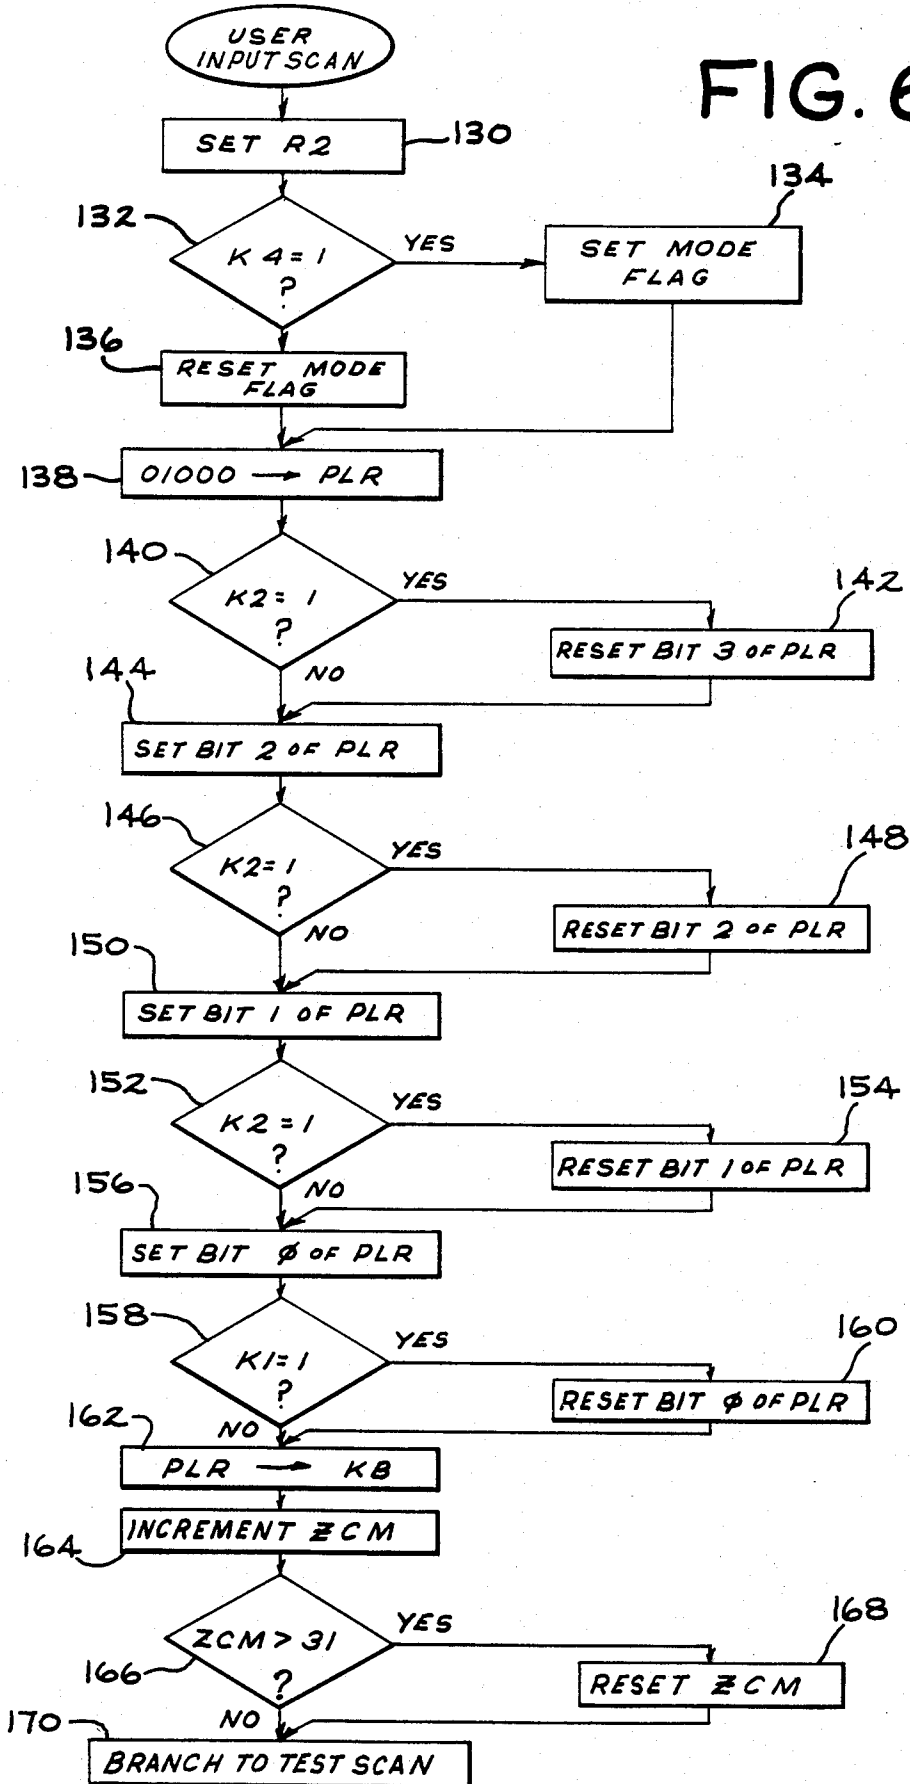 USER
INPUT SCAN
FIG. 6
SET R2
130
132
K4=1
?
YES
134
SET MODE
FLAG
136
RESET MODE
FLAG
138
01000 → PLR
140
K2= 1
?
YES
142
RESET BIT 3 OF PLR
NO
144
SET BIT 2 OF PLR
146
K2=1
?
YES
148
RESET BIT 2 OF PLR
NO
150
SET BIT 1 OF PLR
152
K2=1
?
YES
154
RESET BIT 1 OF PLR
NO
156
SET BIT ø OF PLR
158
K1=1
?
YES
160
RESET BIT ø OF PLR
NO
162
PLR → KB
INCREMENT ZCM
164
ZCM > 31
?
YES
166
168
RESET ZCM
NO
170
BRANCH TO TEST SCAN